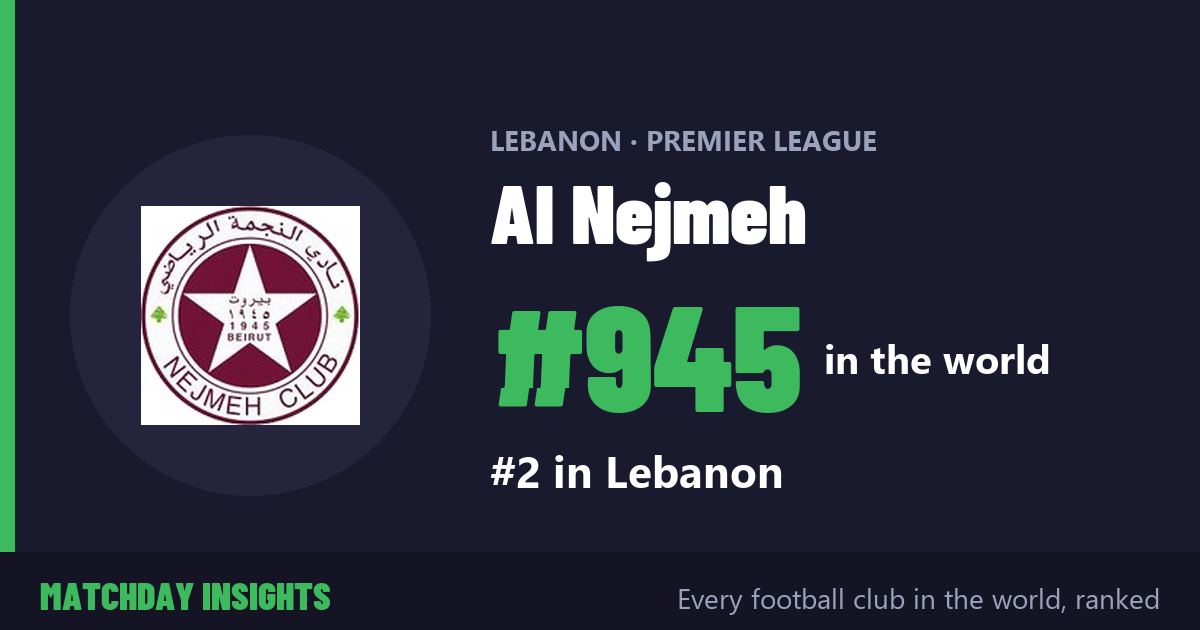 LEBANON · PREMIER LEAGUE
Al Nejmeh
#945 in the world
#2 in Lebanon
نادي النجمة الرياضي
بيروت
١٩٤٥
1945
BEIRUT
NEJMEH CLUB
MATCHDAY INSIGHTS
Every football club in the world, ranked